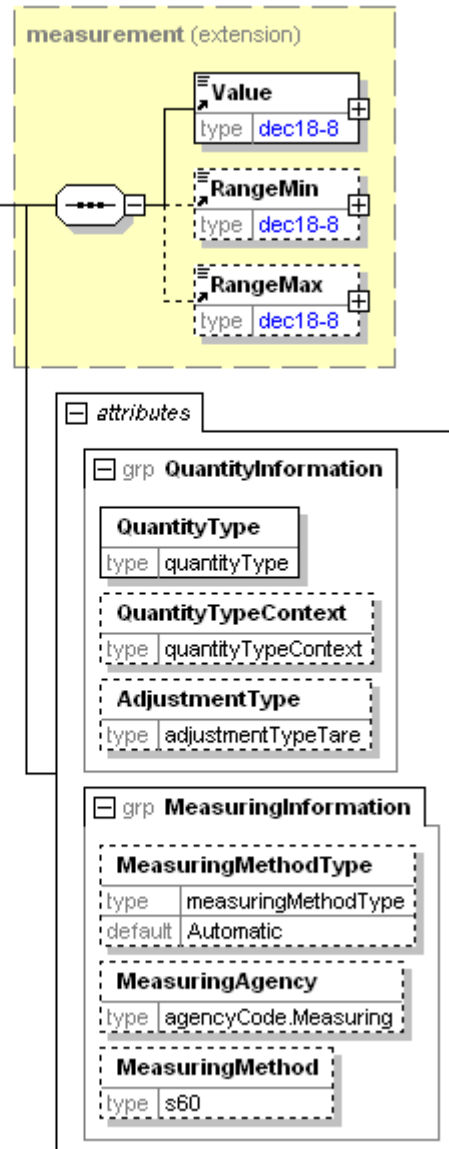 measurement (extension)
Value
type dec18-8
RangeMin
type dec18-8
RangeMax
type dec18-8
attributes
grp QuantityInformation
QuantityType
type quantityType
QuantityTypeContext
type quantityTypeContext
AdjustmentType
type adjustmentTypeTare
grp MeasuringInformation
MeasuringMethodType
type measuringMethodType
default Automatic
MeasuringAgency
type agencyCode.Measuring
MeasuringMethod
type s60